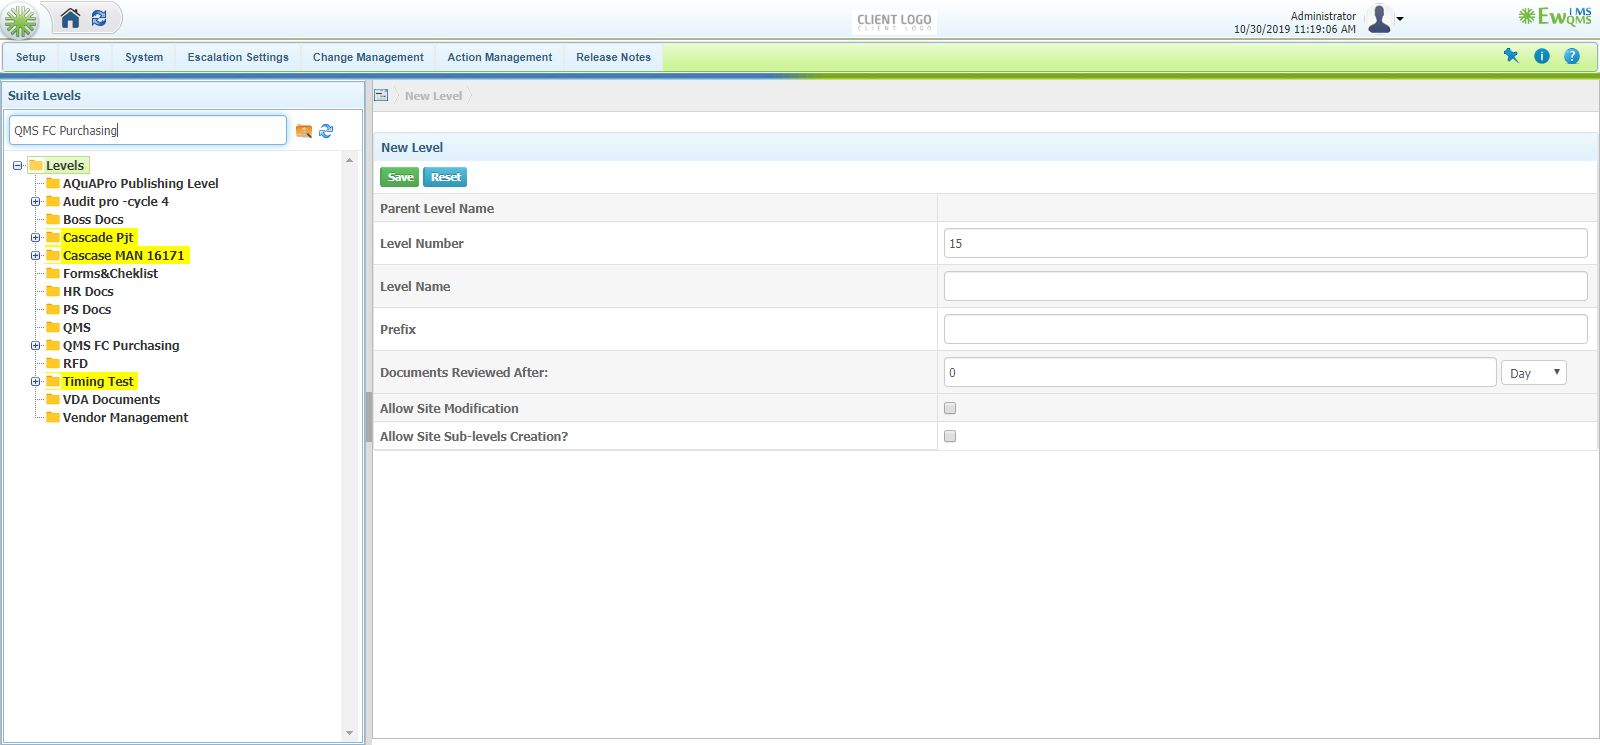 CLIENT LOGO
CLIENT LOGO
Administrator
10/30/2019 11:19:06 AM
EwQMS
IMS
Setup Users System Escalation Settings Change Management Action Management Release Notes
Suite Levels
QMS FC Purchasing
Levels
AQuAPro Publishing Level
Audit pro -cycle 4
Boss Docs
Cascade Pjt
Cascase MAN 16171
Forms&Cheklist
HR Docs
PS Docs
QMS
QMS FC Purchasing
RFD
Timing Test
VDA Documents
Vendor Management
New Level
New Level
Save Reset
Parent Level Name
Level Number 15
Level Name
Prefix
Documents Reviewed After: 0 Day
Allow Site Modification
Allow Site Sub-levels Creation?